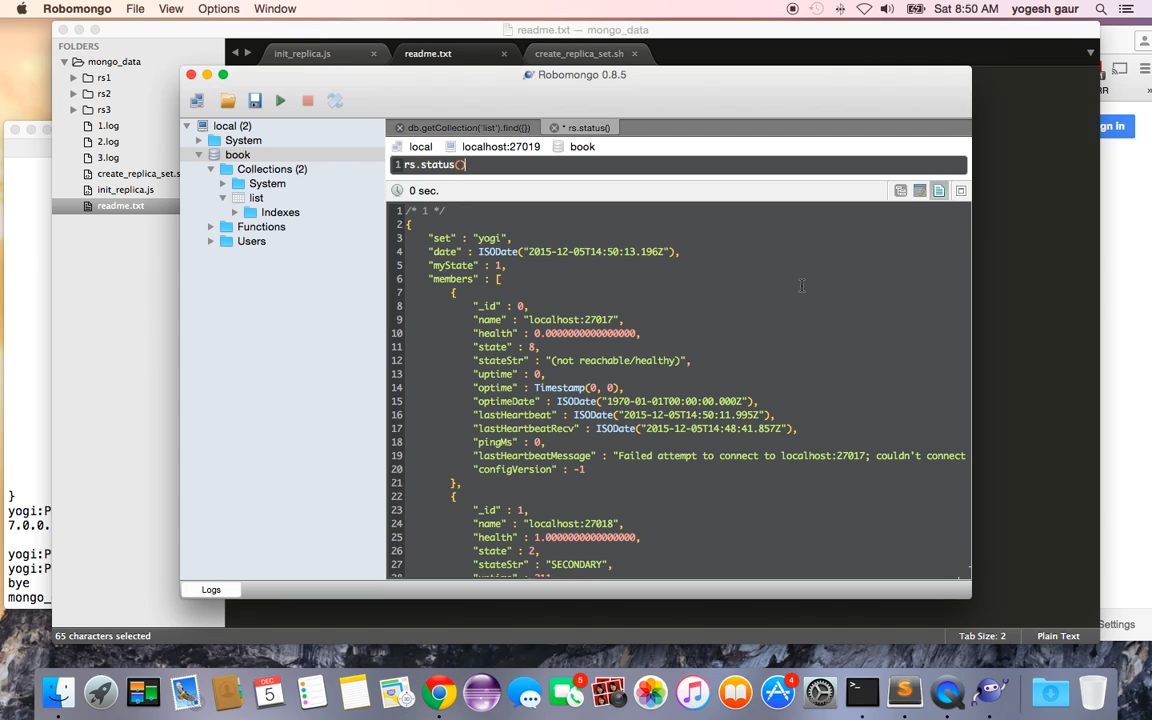 Robomongo File Edit View Options Window Sat 8:50 AM yogesh gaur
readme.txt — mongo_data
FOLDERS
mongo_data
rs1
rs2
rs3
1.log
2.log
3.log
create_replica_set.s
init_replica.js
readme.txt
init_replica.js readme.txt create_replica_set.sh
Robomongo 0.8.5
local (2)
System
book
Collections (2)
System
list
Indexes
Functions
Users
db.getCollection('list').find({}) * rs.status()
local localhost:27019 book
1 rs.status()
0 sec.
1 /* 1 */
2 {
3 "set" : "yogi",
4 "date" : ISODate("2015-12-05T14:50:13.196Z"),
5 "myState" : 1,
6 "members" : [
7 {
8 "_id" : 0,
9 "name" : "localhost:27017",
10 "health" : 0.0000000000000000,
11 "state" : 8,
12 "stateStr" : "(not reachable/healthy)",
13 "uptime" : 0,
14 "optime" : Timestamp(0, 0),
15 "optimeDate" : ISODate("1970-01-01T00:00:00.000Z"),
16 "lastHeartbeat" : ISODate("2015-12-05T14:50:11.995Z"),
17 "lastHeartbeatRecv" : ISODate("2015-12-05T14:48:41.857Z"),
18 "pingMs" : 0,
19 "lastHeartbeatMessage" : "Failed attempt to connect to localhost:27017; couldn't connect
20 "configVersion" : -1
21 },
22 {
23 "_id" : 1,
24 "name" : "localhost:27018",
25 "health" : 1.0000000000000000,
26 "state" : 2,
27 "stateStr" : "SECONDARY",
Logs
}
yogi:P
7.0.0.
yogi:P
yogi:P
bye
mongo_
gn In
RR
Settings
65 characters selected Tab Size: 2 Plain Text
5
5
4
DEC
5